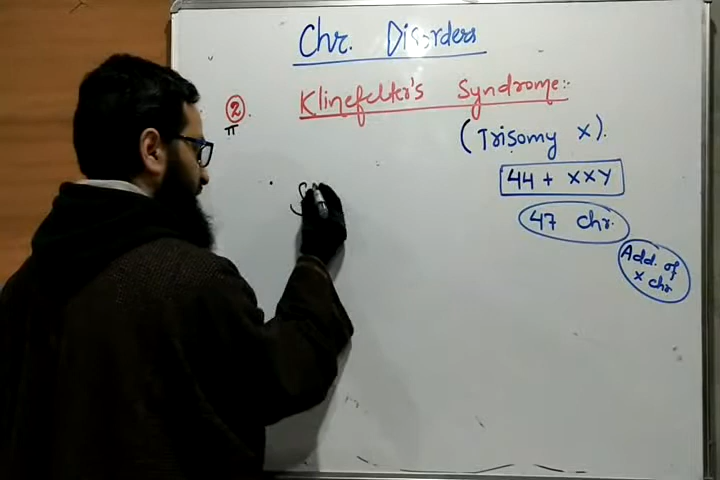 Chr. Disorders
② Klinefelter's Syndrome:-
π
(Trisomy X).
44 + XXY
47 chr.
Add. of
x chr